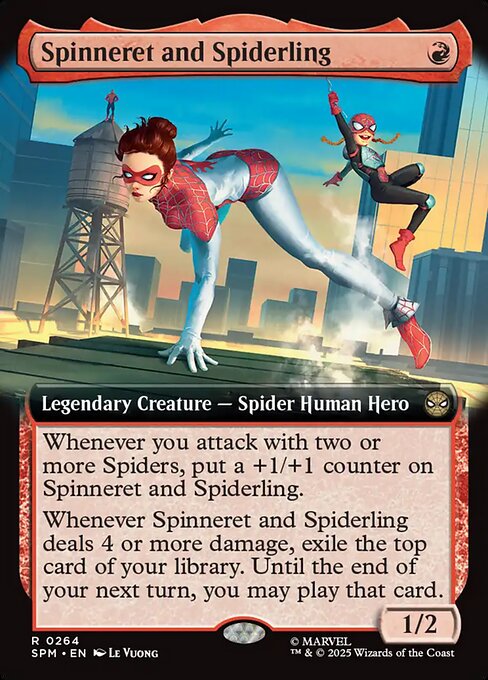 Spinneret and Spiderling
Legendary Creature — Spider Human Hero
Whenever you attack with two or
more Spiders, put a +1/+1 counter on
Spinneret and Spiderling.
Whenever Spinneret and Spiderling
deals 4 or more damage, exile the top
card of your library. Until the end of
your next turn, you may play that card.
1/2
R 0264
SPM • EN Le Vuong
© MARVEL
™ & © 2025 Wizards of the Coast